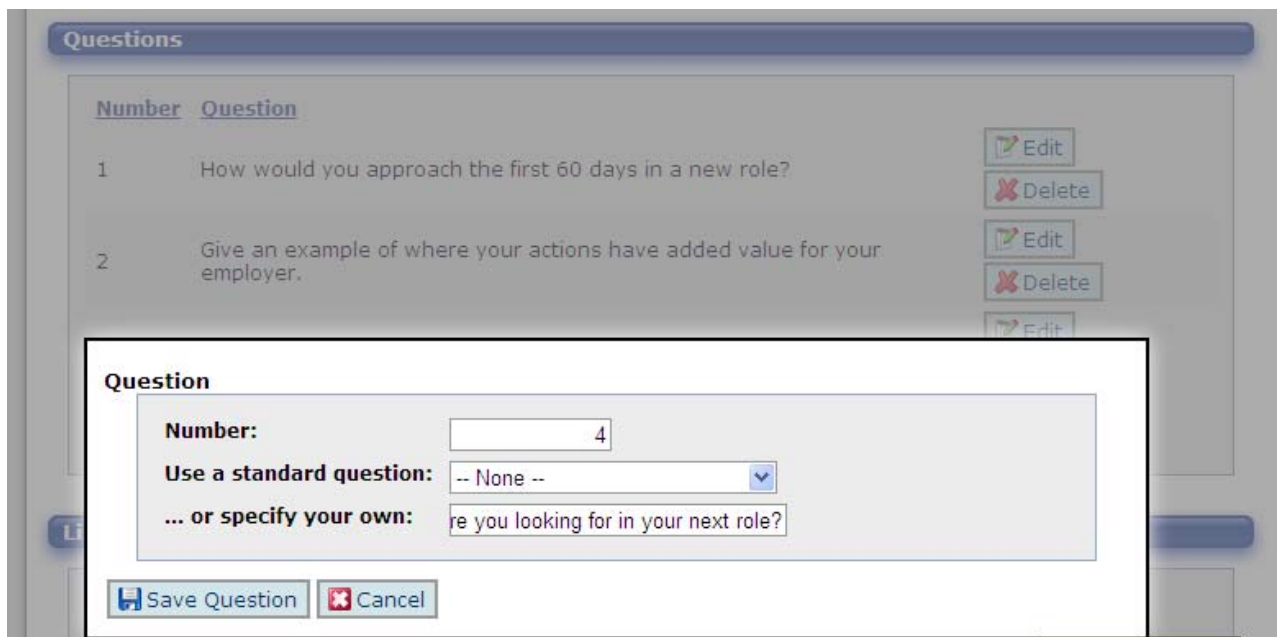 Questions
Number Question
1 How would you approach the first 60 days in a new role?
Edit
Delete
2 Give an example of where your actions have added value for your
employer.
Edit
Delete
Edit
Question
Number: 4
Use a standard question: -- None --
... or specify your own: re you looking for in your next role?
Li
Save Question Cancel